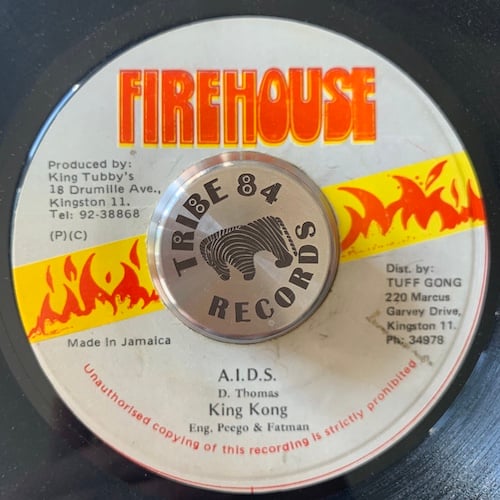 FIREHOUSE
Produced by:
King Tubby's
18 Drumille Ave.,
Kingston 11.
Tel: 92-38868
(P)(C)
TRIBE 84
RECORDS
Dist. by:
TUFF GONG
220 Marcus
Garvey Drive,
Kingston 11.
Ph: 34978
Made In Jamaica
A.I.D.S.
D. Thomas
King Kong
Eng. Peego & Fatman
Unauthorised copying of this recording is strictly prohibited